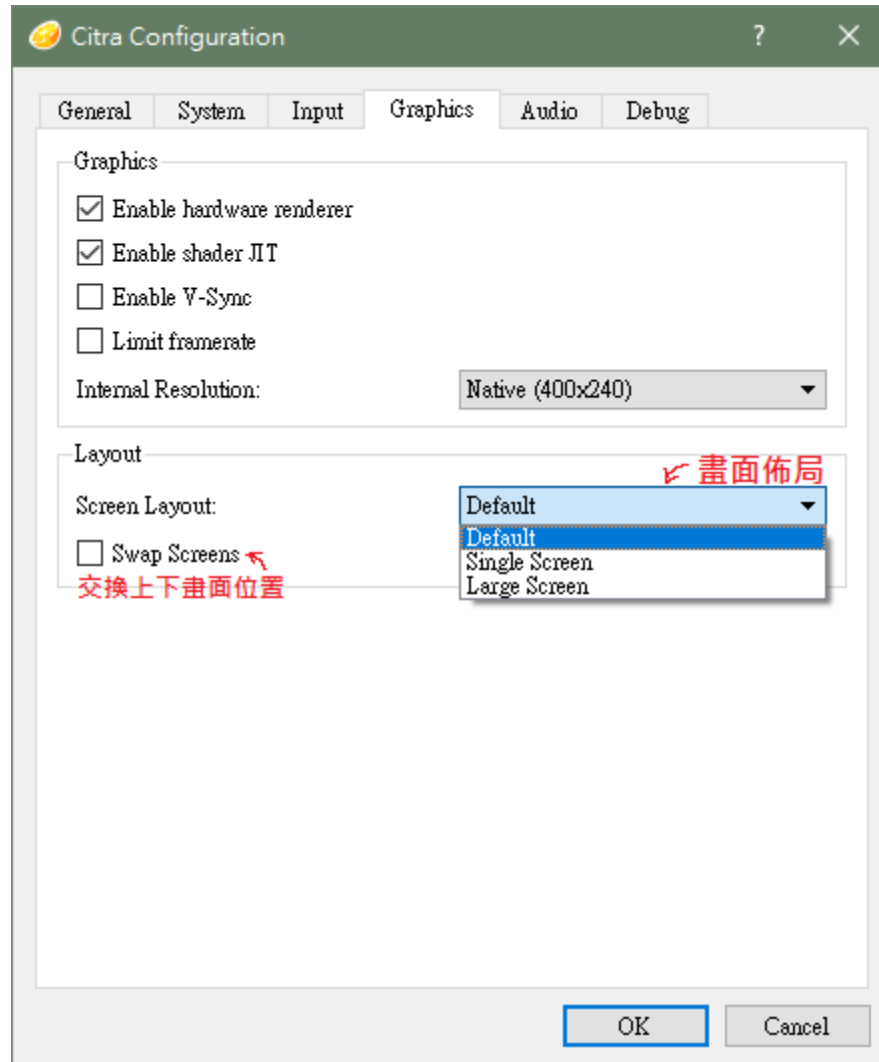 Citra Configuration
General System Input Graphics Audio Debug
Graphics
Enable hardware renderer
Enable shader JIT
Enable V-Sync
Limit framerate
Internal Resolution: Native (400x240)
Layout
畫面佈局
Screen Layout: Default
Default
Swap Screens Single Screen
交換上下畫面位置 Large Screen
OK Cancel